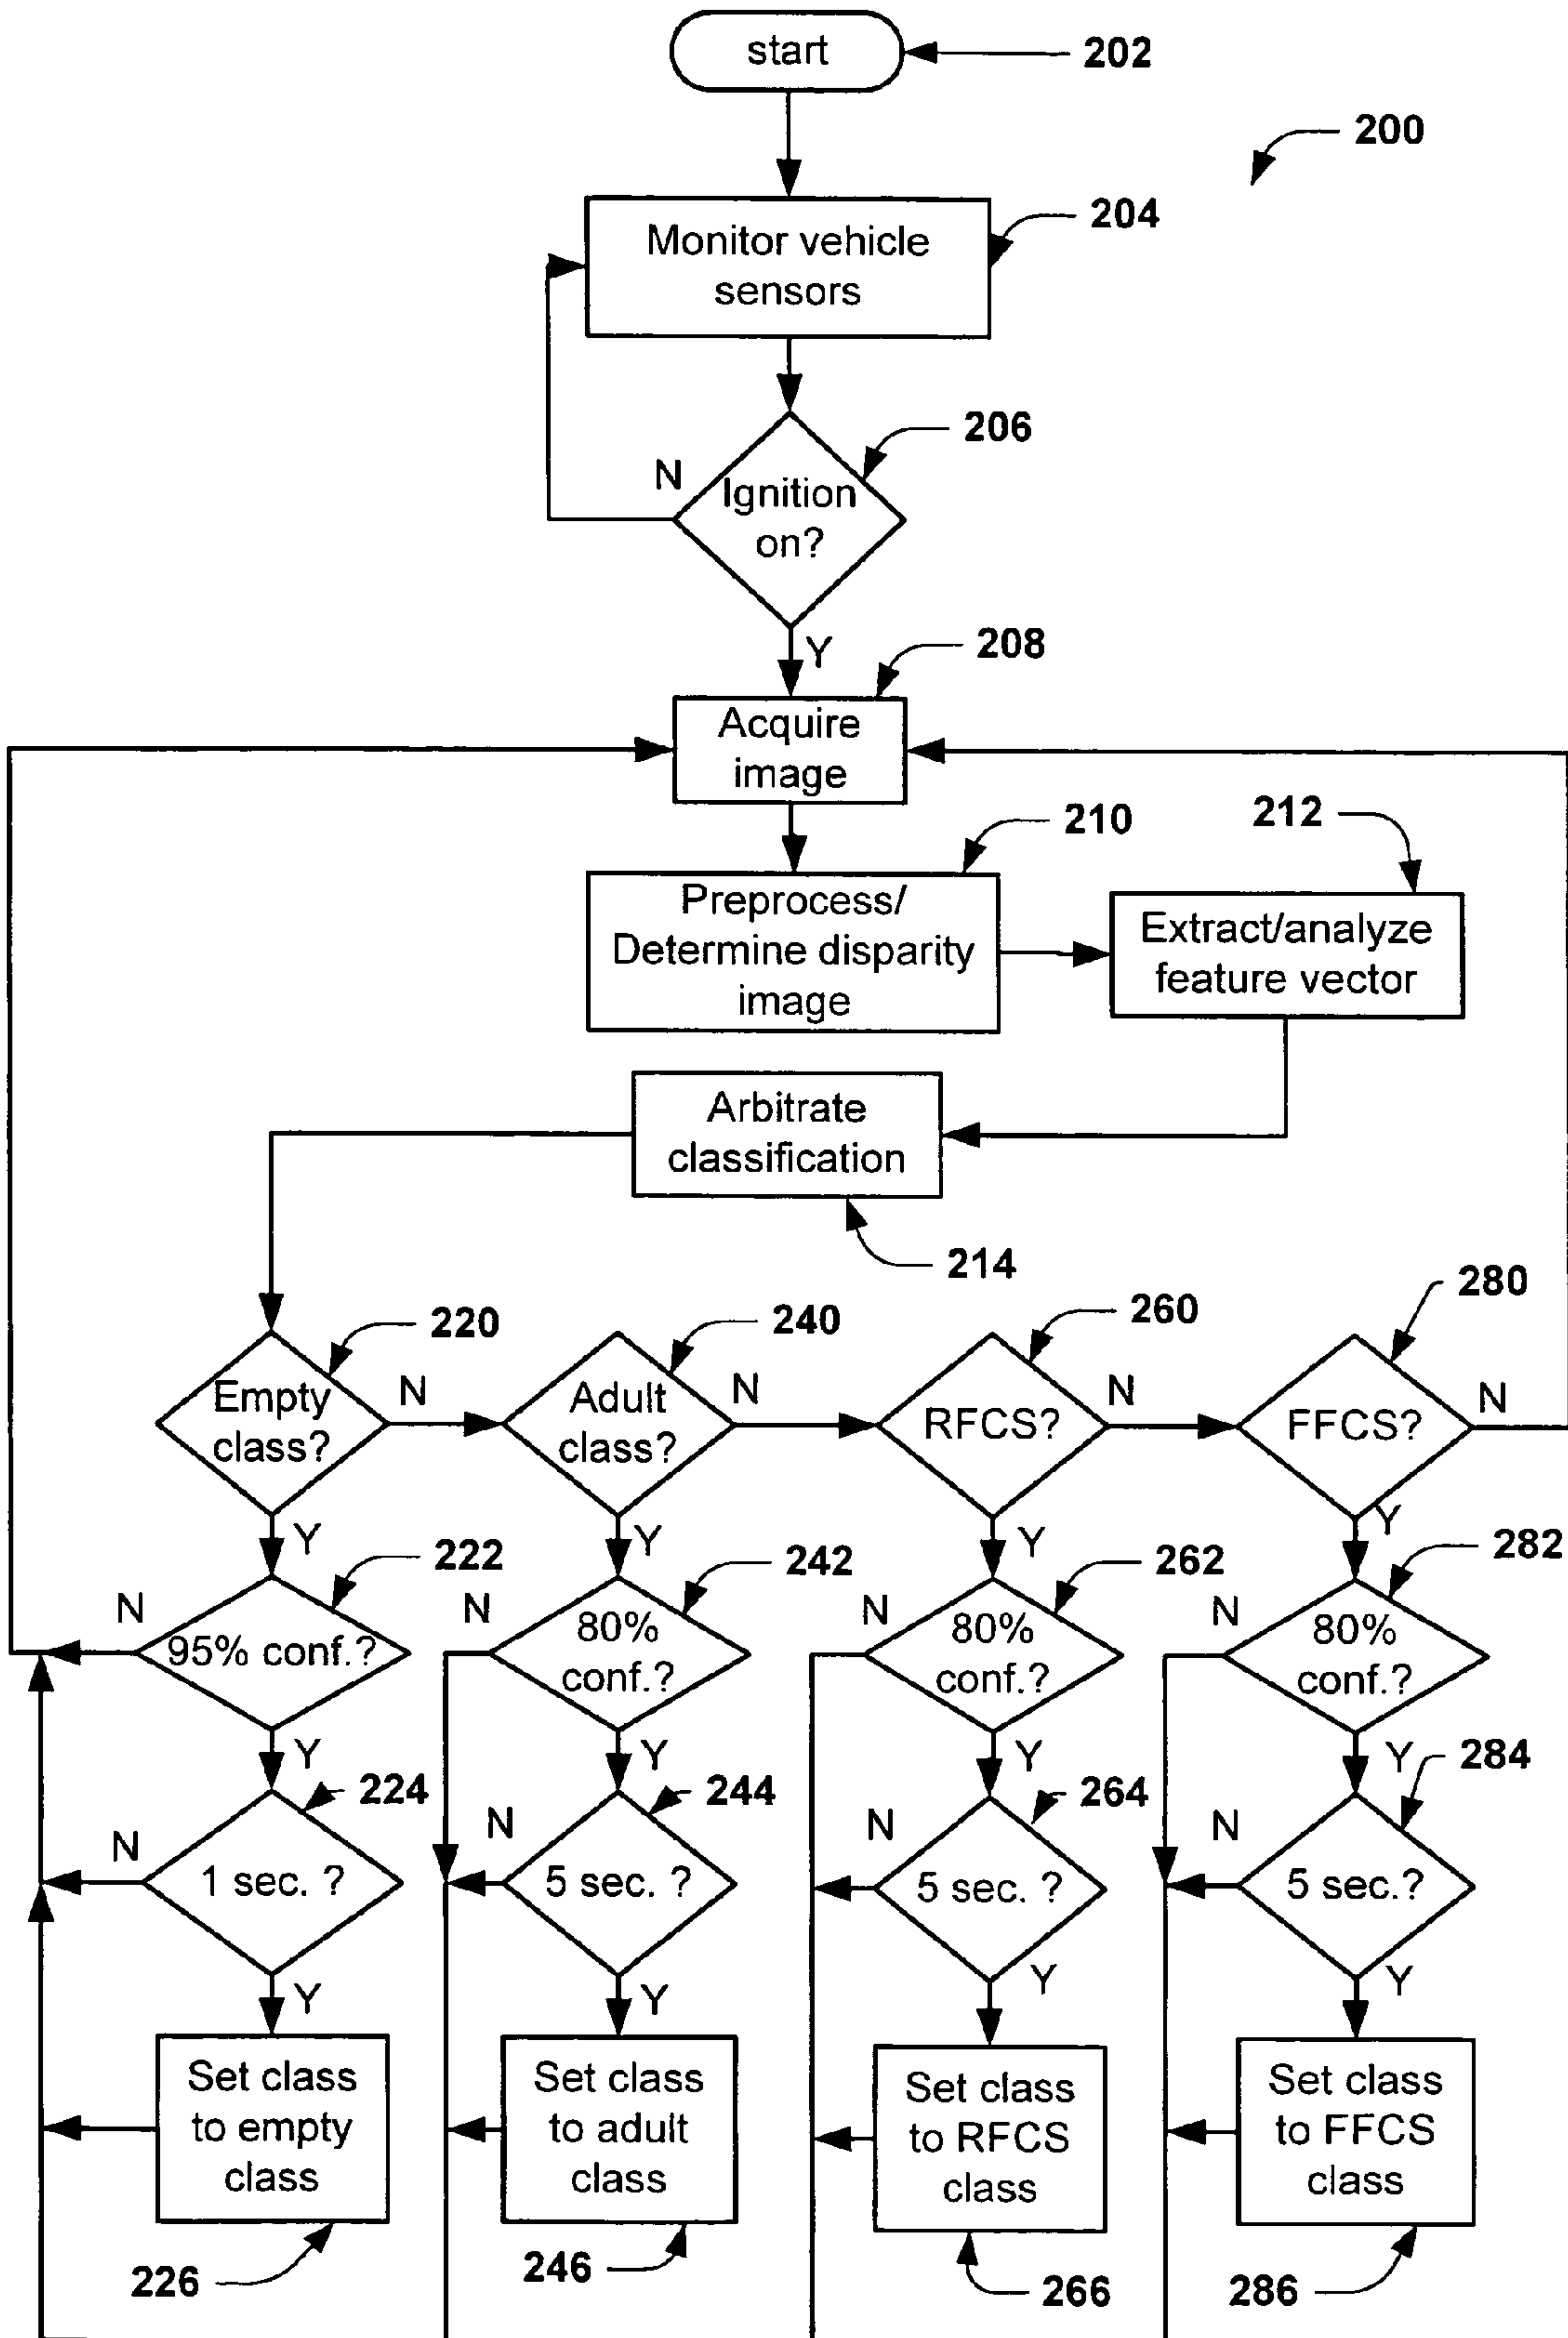 start
202
200
Monitor vehicle
sensors
204
206
N
Ignition
on?
Y
208
Acquire
image
210
212
Preprocess/
Determine disparity
image
Extract/analyze
feature vector
Arbitrate
classification
214
220
240
260
280
Empty
class?
N
Adult
class?
N
RFCS?
N
FFCS?
N
Y
Y
Y
Y
222
242
262
282
N
95% conf.?
N
80%
conf.?
N
80%
conf.?
N
80%
conf.?
Y
Y
Y
Y
224
244
264
284
N
1 sec. ?
N
5 sec. ?
N
5 sec. ?
N
5 sec.?
Y
Y
Y
Y
Set class
to empty
class
Set class
to adult
class
Set class
to RFCS
class
Set class
to FFCS
class
226
246
266
286